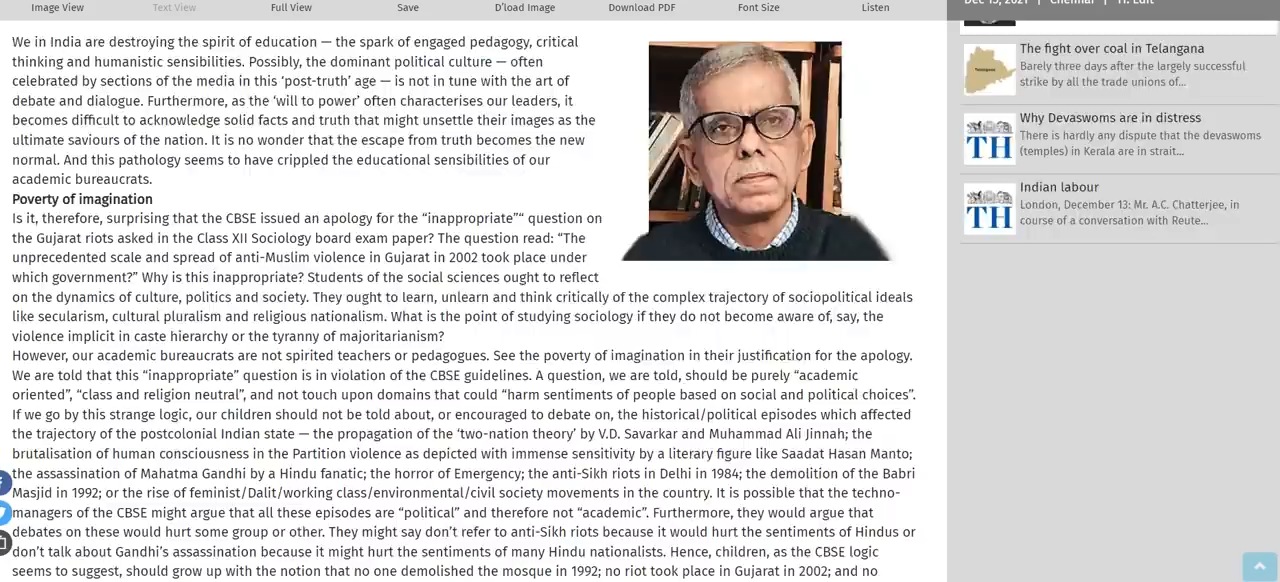 Image View
Text View
Full View
Save
D'load Image
Download PDF
Font Size
Listen
We in India are destroying the spirit of education — the spark of engaged pedagogy, critical
thinking and humanistic sensibilities. Possibly, the dominant political culture — often
celebrated by sections of the media in this ‘post-truth’ age — is not in tune with the art of
debate and dialogue. Furthermore, as the ‘will to power’ often characterises our leaders, it
becomes difficult to acknowledge solid facts and truth that might unsettle their images as the
ultimate saviours of the nation. It is no wonder that the escape from truth becomes the new
normal. And this pathology seems to have crippled the educational sensibilities of our
academic bureaucrats.
Poverty of imagination
Is it, therefore, surprising that the CBSE issued an apology for the “inappropriate”“ question on
the Gujarat riots asked in the Class XII Sociology board exam paper? The question read: “The
unprecedented scale and spread of anti-Muslim violence in Gujarat in 2002 took place under
which government?” Why is this inappropriate? Students of the social sciences ought to reflect
on the dynamics of culture, politics and society. They ought to learn, unlearn and think critically of the complex trajectory of sociopolitical ideals
like secularism, cultural pluralism and religious nationalism. What is the point of studying sociology if they do not become aware of, say, the
violence implicit in caste hierarchy or the tyranny of majoritarianism?
However, our academic bureaucrats are not spirited teachers or pedagogues. See the poverty of imagination in their justification for the apology.
We are told that this “inappropriate” question is in violation of the CBSE guidelines. A question, we are told, should be purely “academic
oriented”, “class and religion neutral”, and not touch upon domains that could “harm sentiments of people based on social and political choices”.
If we go by this strange logic, our children should not be told about, or encouraged to debate on, the historical/political episodes which affected
the trajectory of the postcolonial Indian state — the propagation of the ‘two-nation theory’ by V.D. Savarkar and Muhammad Ali Jinnah; the
brutalisation of human consciousness in the Partition violence as depicted with immense sensitivity by a literary figure like Saadat Hasan Manto;
the assassination of Mahatma Gandhi by a Hindu fanatic; the horror of Emergency; the anti-Sikh riots in Delhi in 1984; the demolition of the Babri
Masjid in 1992; or the rise of feminist/Dalit/working class/environmental/civil society movements in the country. It is possible that the techno-
managers of the CBSE might argue that all these episodes are “political” and therefore not “academic”. Furthermore, they would argue that
debates on these would hurt some group or other. They might say don’t refer to anti-Sikh riots because it would hurt the sentiments of Hindus or
don’t talk about Gandhi’s assassination because it might hurt the sentiments of many Hindu nationalists. Hence, children, as the CBSE logic
seems to suggest, should grow up with the notion that no one demolished the mosque in 1992; no riot took place in Gujarat in 2002; and no
Dec 15, 2021 | Chennai | 11. Edit
Telangana
The fight over coal in Telangana
Barely three days after the largely successful
strike by all the trade unions of...
TH
Why Devaswoms are in distress
There is hardly any dispute that the devaswoms
(temples) in Kerala are in strait...
TH
Indian labour
London, December 13: Mr. A.C. Chatterjee, in
course of a conversation with Reute...